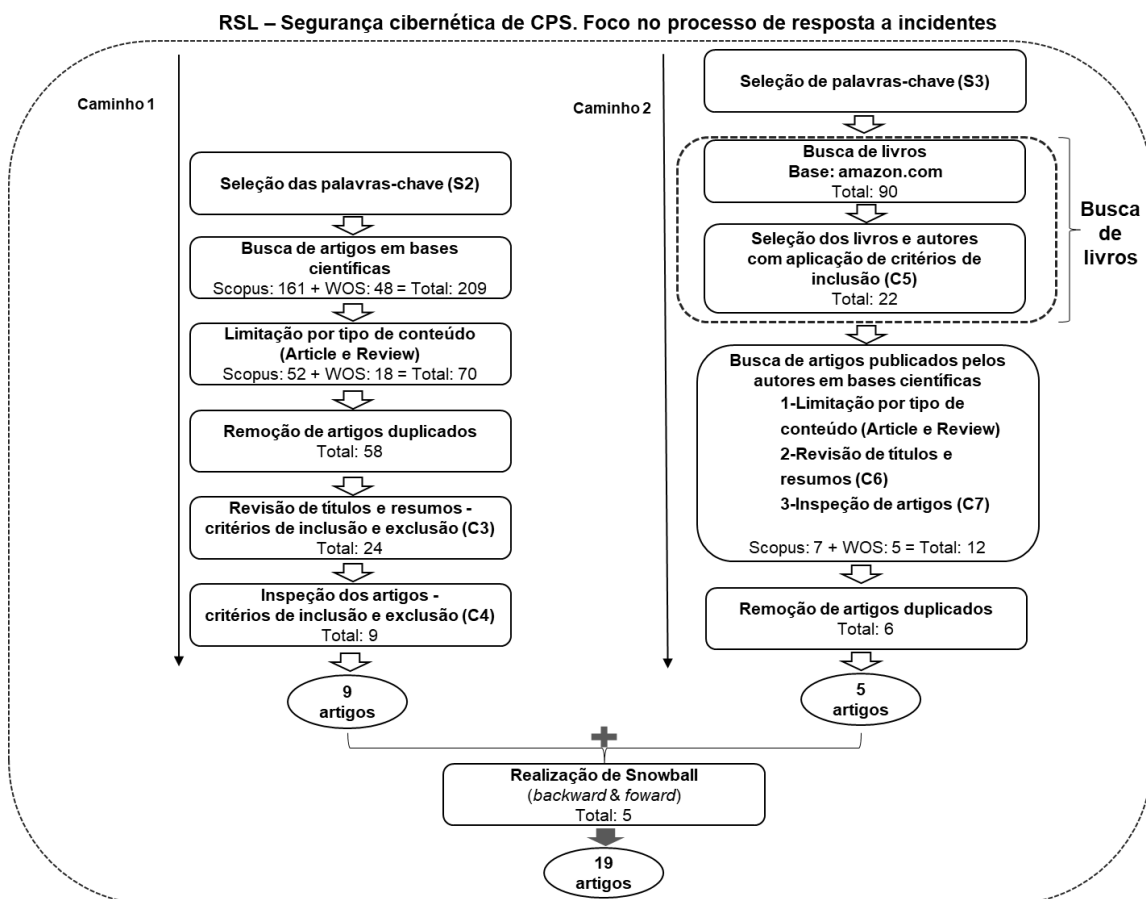 RSL – Segurança cibernética de CPS. Foco no processo de resposta a incidentes
Caminho 1
Seleção das palavras-chave (S2)
Busca de artigos em bases
científicas
Scopus: 161 + WOS: 48 = Total: 209
Limitação por tipo de conteúdo
(Article e Review)
Scopus: 52 + WOS: 18 = Total: 70
Remoção de artigos duplicados
Total: 58
Revisão de títulos e resumos -
critérios de inclusão e exclusão (C3)
Total: 24
Inspeção dos artigos -
critérios de inclusão e exclusão (C4)
Total: 9
9
artigos
Caminho 2
Seleção de palavras-chave (S3)
Busca de livros
Base: amazon.com
Total: 90
Seleção dos livros e autores
com aplicação de critérios de
inclusão (C5)
Total: 22
Busca
de
livros
Busca de artigos publicados pelos
autores em bases científicas
1-Limitação por tipo de
conteúdo (Article e Review)
2-Revisão de títulos e
resumos (C6)
3-Inspeção de artigos (C7)
Scopus: 7 + WOS: 5 = Total: 12
Remoção de artigos duplicados
Total: 6
5
artigos
Realização de Snowball
(backward & foward)
Total: 5
19
artigos